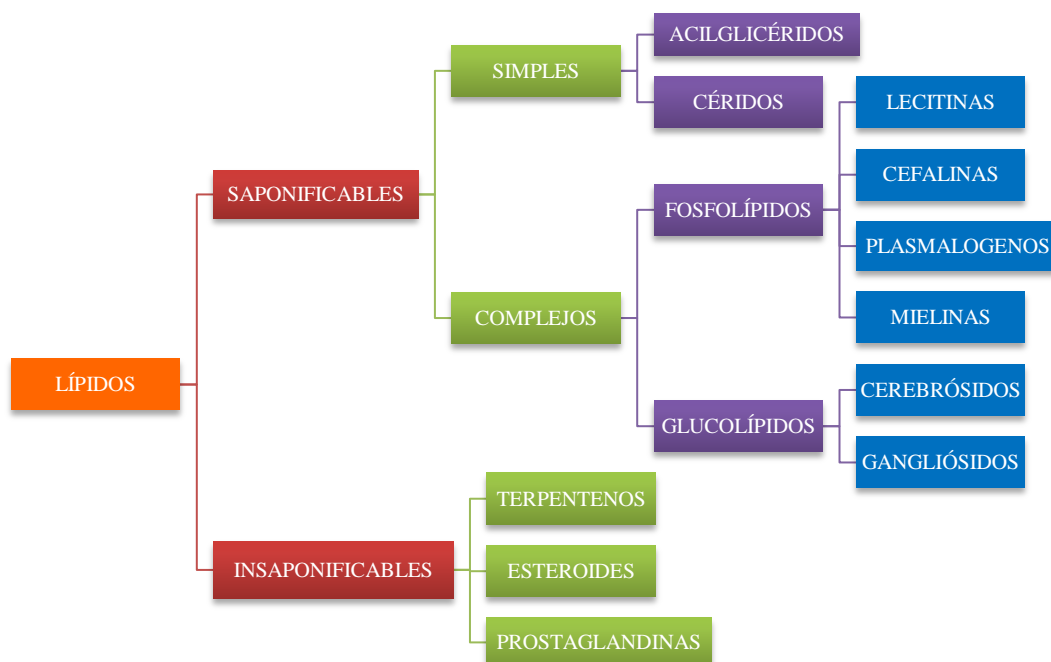 ACILGLICÉRIDOS
SIMPLES
CÉRIDOS
LECITINAS
SAPONIFICABLES
CEFALINAS
FOSFOLÍPIDOS
PLASMALOGENOS
COMPLEJOS
MIELINAS
LÍPIDOS
CEREBRÓSIDOS
GLUCOLÍPIDOS
GANGLIÓSIDOS
TERPENTENOS
INSAPONIFICABLES
ESTEROIDES
PROSTAGLANDINAS